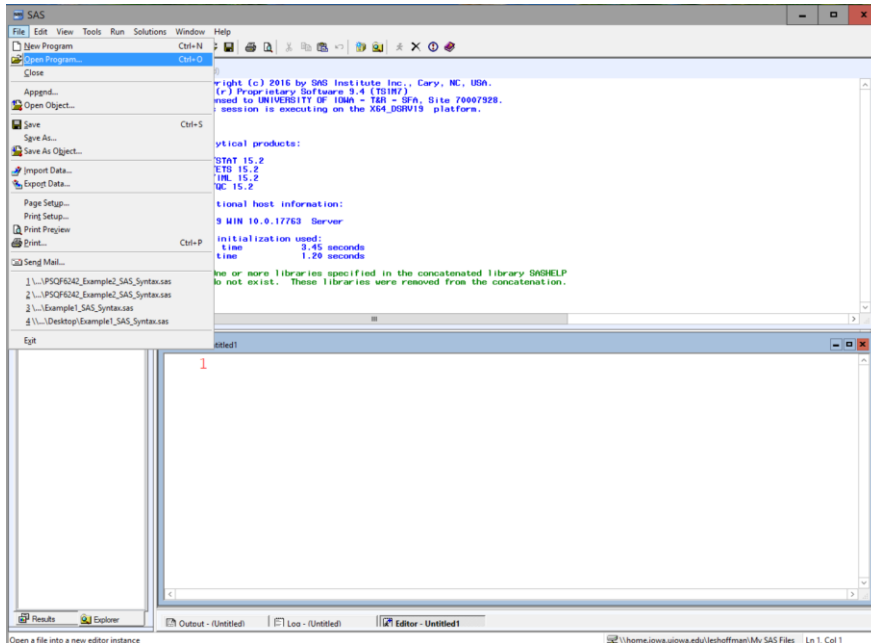 SAS
File Edit View Tools Run Solutions Window Help
New Program Ctrl+N
Open Program... Ctrl+O
Close
Append...
Open Object...
Save Ctrl+S
Save As...
Save As Object...
Import Data...
Export Data...
Page Setup...
Print Setup...
Print Preview
Print... Ctrl+P
Send Mail...
1 \...\PSQF6242_Example2_SAS_Syntax.sas
2 \...\PSQF6242_Example2_SAS_Syntax.sas
3 \...\Example1_SAS_Syntax.sas
4 \\...\Desktop\Example1_SAS_Syntax.sas
Exit
right (c) 2016 by SAS Institute Inc., Cary, NC, USA.
(r) Proprietary Software 9.4 (TS1M7)
ensed to UNIVERSITY OF IOWA - T&R - SFA, Site 70007928.
session is executing on the X64_DSRV19 platform.
ytical products:
STAT 15.2
ETS 15.2
IML 15.2
QC 15.2
tional host information:
9 WIN 10.0.17763 Server
initialization used:
time 3.45 seconds
time 1.20 seconds
One or more libraries specified in the concatenated library SASHELP
do not exist. These libraries were removed from the concatenation.
titled1
1
Results Explorer
Output - (Untitled) Log - (Untitled) Editor - Untitled1
Open a file into a new editor instance \\home.iowa.uiowa.edu\leshoffman\My SAS Files Ln 1, Col 1